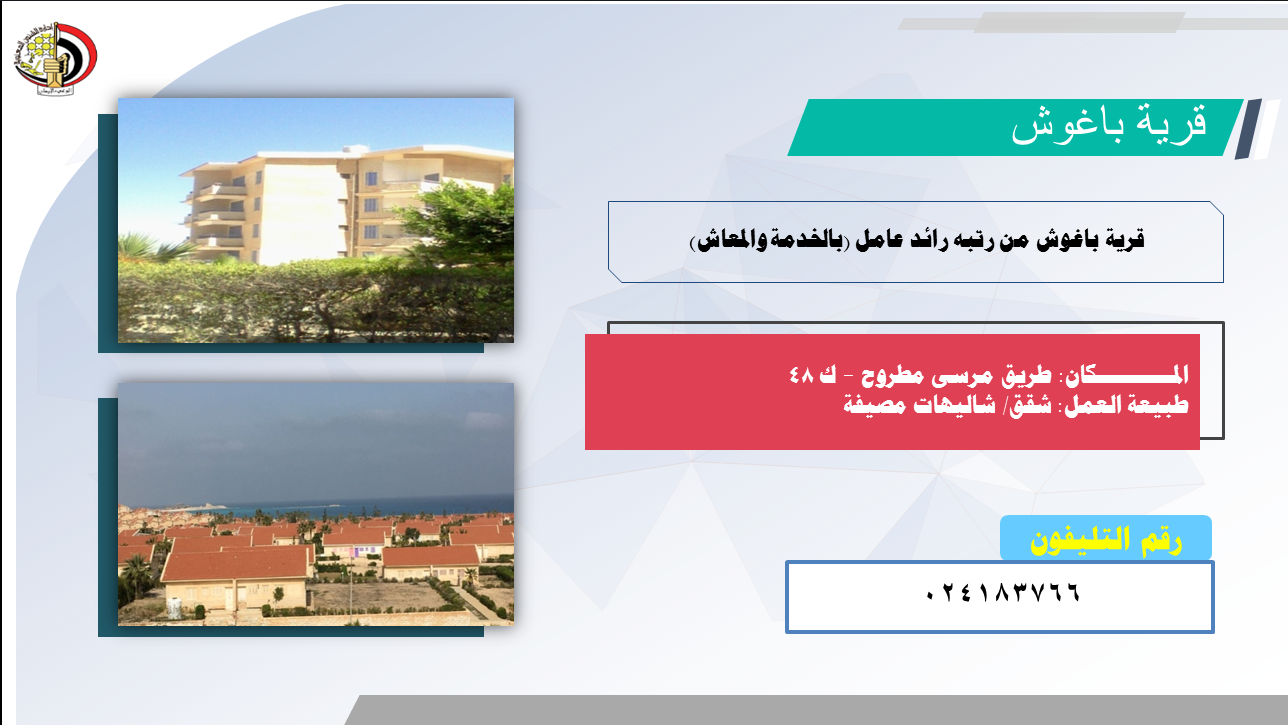 قرية باغوش
قرية باغوش من رتبه رائد عامل (بالخدمة والمعاش)
المــــــــكان: طريق مرسى مطروح - ك ٤٨
طبيعة العمل: شقق/ شاليهات مصيفة
رقم التليفون
٠٢٤١٨٣٧٦٦